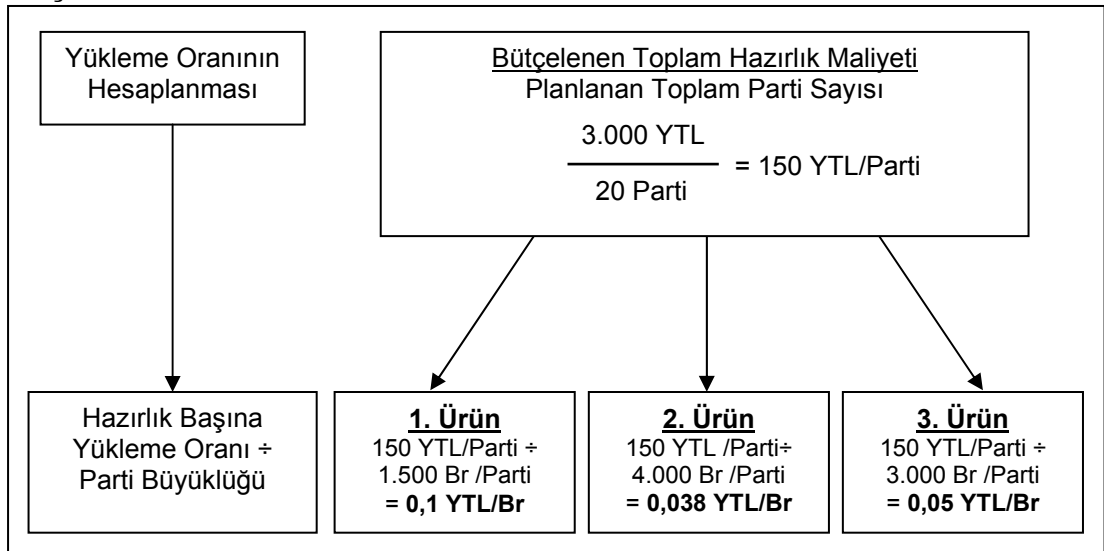 Yükleme Oranının
Hesaplanması
Bütçelenen Toplam Hazırlık Maliyeti
Planlanan Toplam Parti Sayısı
3.000 YTL
20 Parti
= 150 YTL/Parti
Hazırlık Başına
Yükleme Oranı ÷
Parti Büyüklüğü
1. Ürün
150 YTL/Parti ÷
1.500 Br /Parti
= 0,1 YTL/Br
2. Ürün
150 YTL /Parti÷
4.000 Br /Parti
= 0,038 YTL/Br
3. Ürün
150 YTL/Parti ÷
3.000 Br /Parti
= 0,05 YTL/Br